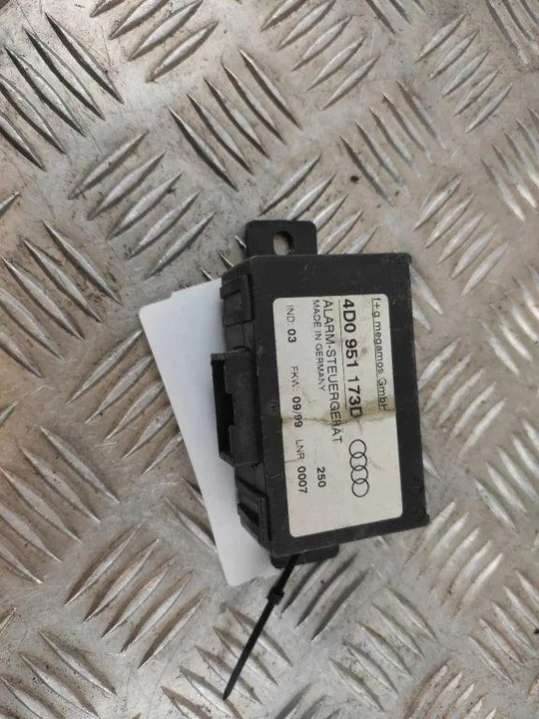 f+g megamos GmbH
4D0 951 173D
ALARM-STEUERGERÄT
MADE IN GERMANY
250
IND. 03 FKW: 09/99 LNR 0007